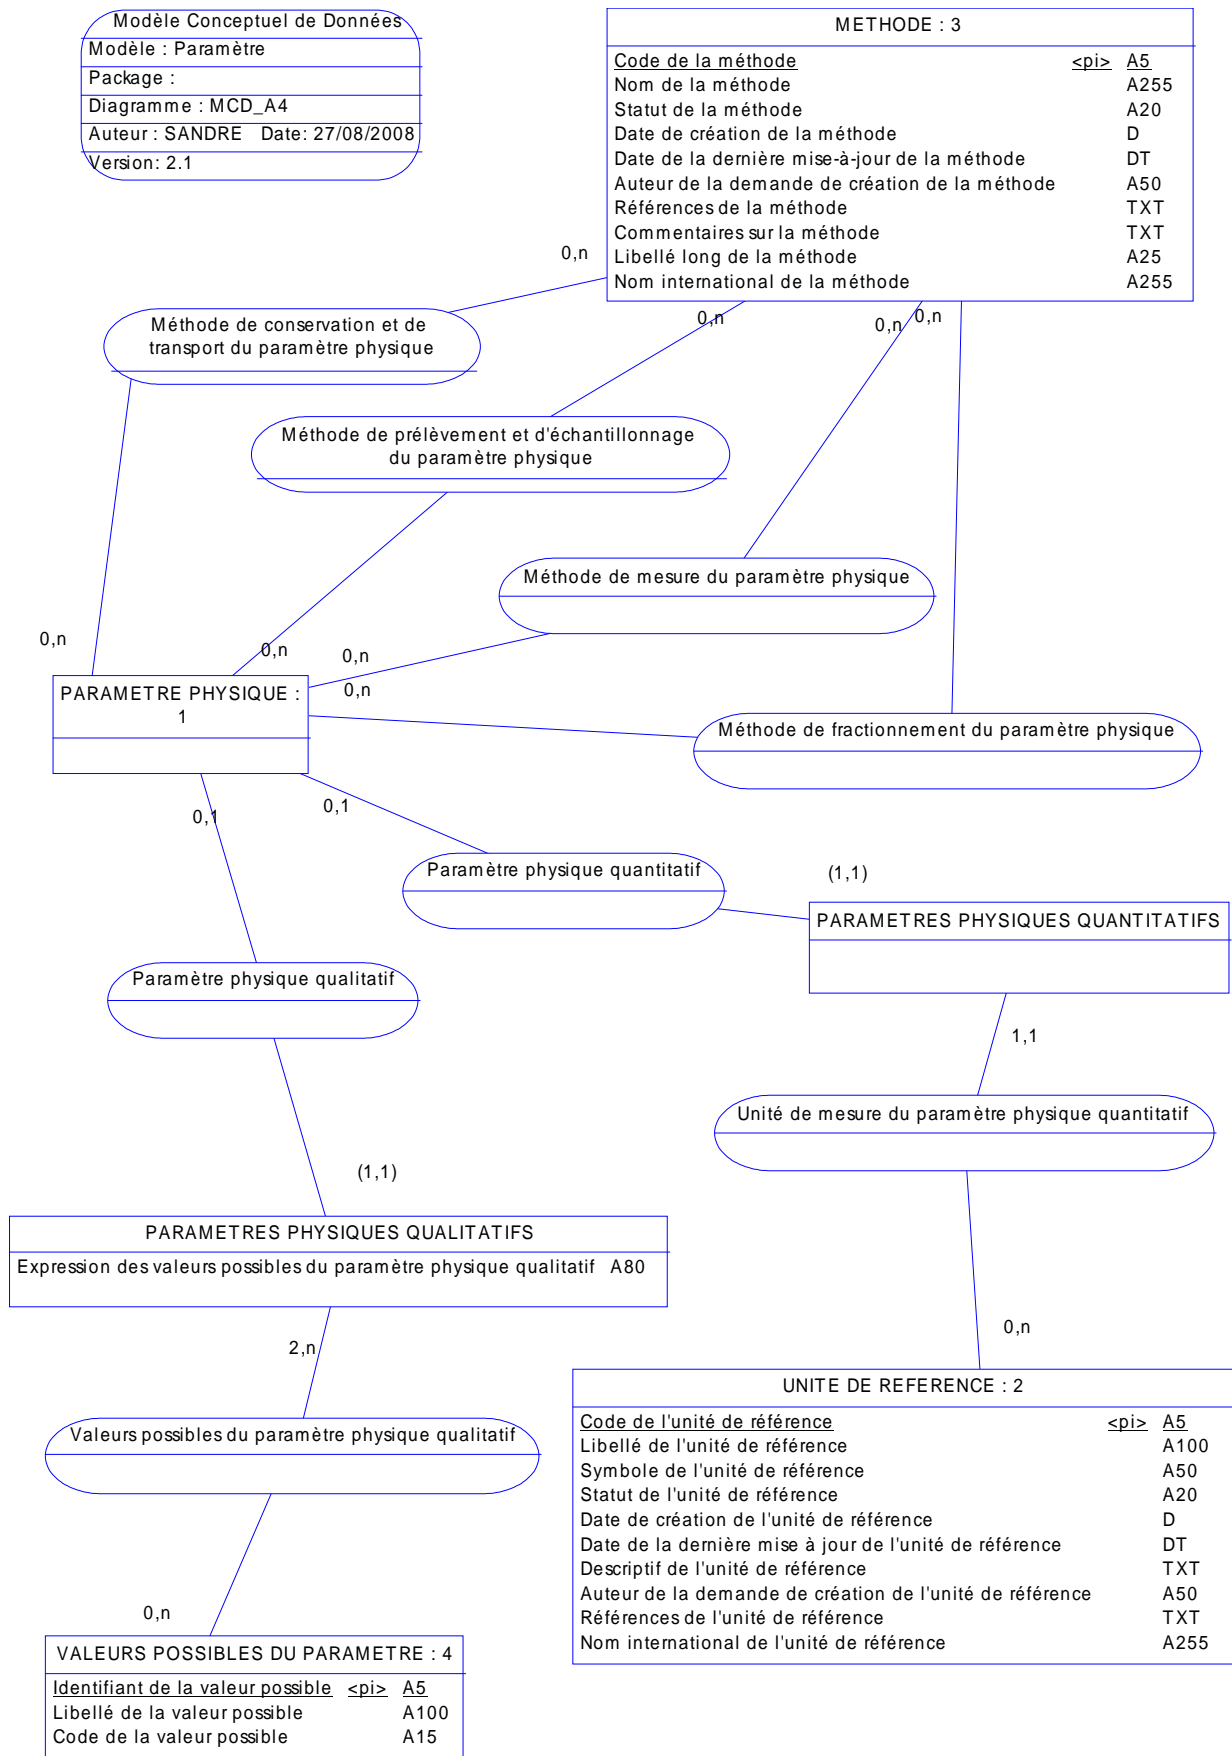 Modèle Conceptuel de Données
Modèle : Paramètre
Package :
Diagramme : MCD_A4
Auteur : SANDRE Date: 27/08/2008
Version: 2.1
METHODE : 3
Code de la méthode <pi> A5
Nom de la méthode A255
Statut de la méthode A20
Date de création de la méthode D
Date de la dernière mise-à-jour de la méthode DT
Auteur de la demande de création de la méthode A50
Références de la méthode TXT
Commentaires sur la méthode TXT
Libellé long de la méthode A25
Nom international de la méthode A255
0,n
0,n
0,n
0,n
Méthode de conservation et de
transport du paramètre physique
Méthode de prélèvement et d'échantillonnage
du paramètre physique
Méthode de mesure du paramètre physique
0,n
0,n
0,n
0,n
PARAMETRE PHYSIQUE :
1
Méthode de fractionnement du paramètre physique
0,1
0,1
Paramètre physique quantitatif
(1,1)
PARAMETRES PHYSIQUES QUANTITATIFS
Paramètre physique qualitatif
1,1
Unité de mesure du paramètre physique quantitatif
(1,1)
PARAMETRES PHYSIQUES QUALITATIFS
Expression des valeurs possibles du paramètre physique qualitatif A80
2,n
0,n
Valeurs possibles du paramètre physique qualitatif
UNITE DE REFERENCE : 2
Code de l'unité de référence <pi> A5
Libellé de l'unité de référence A100
Symbole de l'unité de référence A50
Statut de l'unité de référence A20
Date de création de l'unité de référence D
Date de la dernière mise à jour de l'unité de référence DT
Descriptif de l'unité de référence TXT
Auteur de la demande de création de l'unité de référence A50
Références de l'unité de référence TXT
Nom international de l'unité de référence A255
0,n
VALEURS POSSIBLES DU PARAMETRE : 4
Identifiant de la valeur possible <pi> A5
Libellé de la valeur possible A100
Code de la valeur possible A15